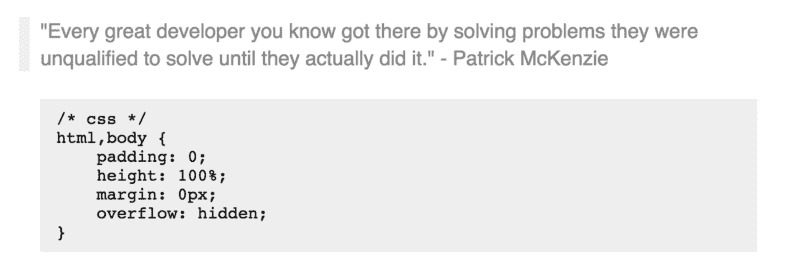 "Every great developer you know got there by solving problems they were
unqualified to solve until they actually did it." - Patrick McKenzie
/* css */
html,body {
    padding: 0;
    height: 100%;
    margin: 0px;
    overflow: hidden;
}